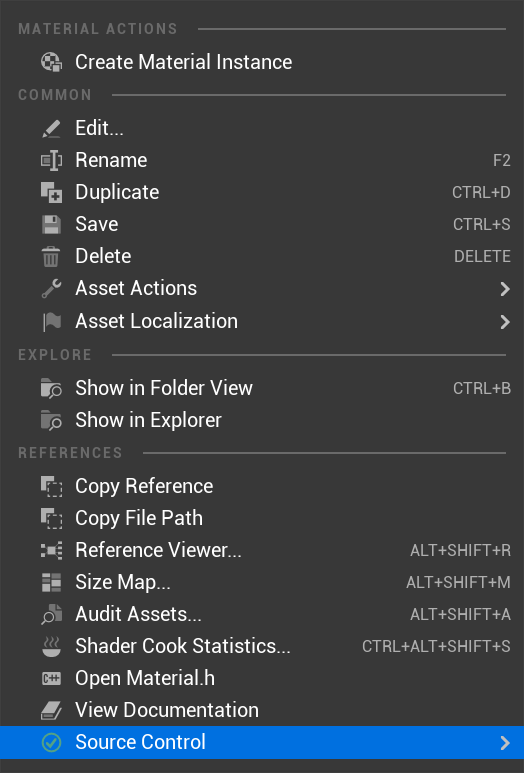 MATERIAL ACTIONS
Create Material Instance
COMMON
Edit...
Rename F2
Duplicate CTRL+D
Save CTRL+S
Delete DELETE
Asset Actions
Asset Localization
EXPLORE
Show in Folder View CTRL+B
Show in Explorer
REFERENCES
Copy Reference
Copy File Path
Reference Viewer... ALT+SHIFT+R
Size Map... ALT+SHIFT+M
Audit Assets... ALT+SHIFT+A
Shader Cook Statistics... CTRL+ALT+SHIFT+S
C++ Open Material.h
View Documentation
Source Control